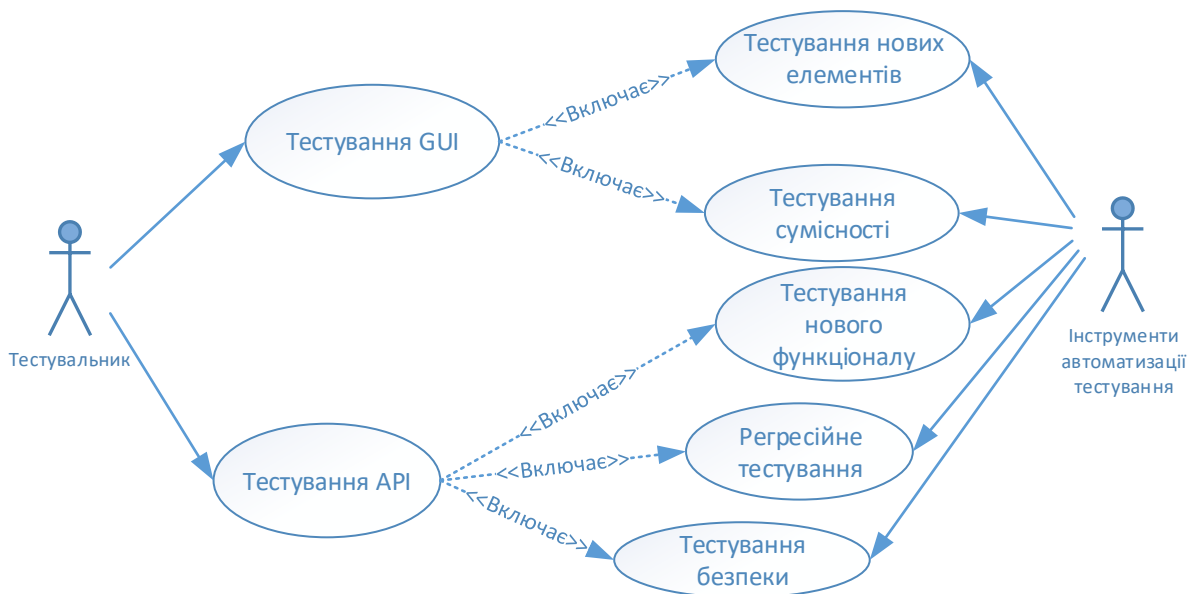 Тестування нових
елементів
<<Включає>>
Тестування GUI
<<Включає>>
Тестування
сумісності
Тестувальник
Тестування
нового
функціоналу
Інструменти
автоматизації
тестування
<<Включає>>
Тестування API
<<Включає>>
Регресійне
тестування
<<Включає>>
Тестування
безпеки